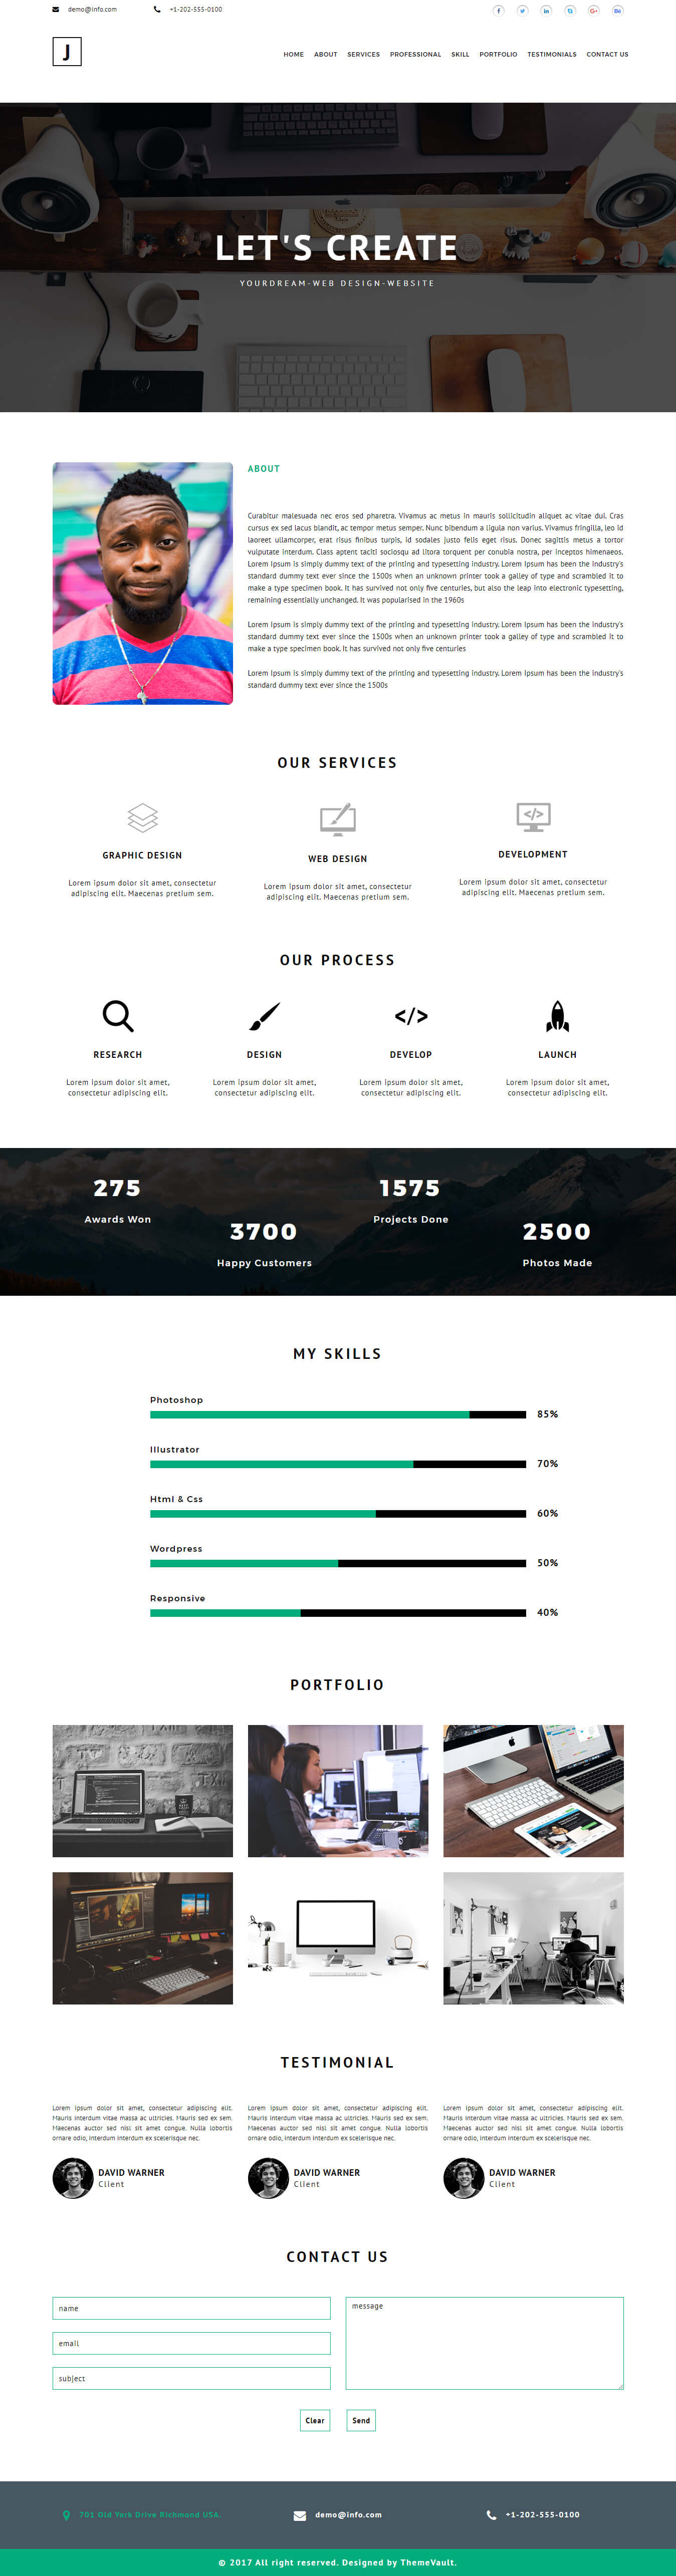 demo@info.com +1-202-555-0100
J
HOME ABOUT SERVICES PROFESSIONAL SKILL PORTFOLIO TESTIMONIALS CONTACT US
LET'S CREATE
YOURDREAM-WEB DESIGN-WEBSITE
ABOUT
Curabitur malesuada nec eros sed pharetra. Vivamus ac metus in mauris sollicitudin aliquet ac vitae dui. Cras
cursus ex sed lacus blandit, ac tempor metus semper. Nunc bibendum a ligula non varius. Vivamus fringilla, leo id
laoreet ullamcorper, erat risus finibus turpis, id sodales justo felis eget risus. Donec sagittis metus a tortor
vulputate interdum. Class aptent taciti sociosqu ad litora torquent per conubia nostra, per inceptos himenaeos.
Lorem Ipsum is simply dummy text of the printing and typesetting industry. Lorem Ipsum has been the industry's
standard dummy text ever since the 1500s when an unknown printer took a galley of type and scrambled it to
make a type specimen book. It has survived not only five centuries, but also the leap into electronic typesetting,
remaining essentially unchanged. It was popularised in the 1960s
Lorem Ipsum is simply dummy text of the printing and typesetting industry. Lorem Ipsum has been the industry's
standard dummy text ever since the 1500s when an unknown printer took a galley of type and scrambled it to
make a type specimen book. It has survived not only five centuries
Lorem Ipsum is simply dummy text of the printing and typesetting industry. Lorem Ipsum has been the industry's
standard dummy text ever since the 1500s
OUR SERVICES
GRAPHIC DESIGN
Lorem ipsum dolor sit amet, consectetur
adipiscing elit. Maecenas pretium sem.
WEB DESIGN
Lorem ipsum dolor sit amet, consectetur
adipiscing elit. Maecenas pretium sem.
DEVELOPMENT
Lorem ipsum dolor sit amet, consectetur
adipiscing elit. Maecenas pretium sem.
OUR PROCESS
RESEARCH
Lorem ipsum dolor sit amet,
consectetur adipiscing elit.
DESIGN
Lorem ipsum dolor sit amet,
consectetur adipiscing elit.
DEVELOP
Lorem ipsum dolor sit amet,
consectetur adipiscing elit.
LAUNCH
Lorem ipsum dolor sit amet,
consectetur adipiscing elit.
275
Awards Won
3700
Happy Customers
1575
Projects Done
2500
Photos Made
MY SKILLS
Photoshop
85%
Illustrator
70%
Html & Css
60%
Wordpress
50%
Responsive
40%
PORTFOLIO
TESTIMONIAL
Lorem ipsum dolor sit amet, consectetur adipiscing elit.
Mauris interdum vitae massa ac ultricies. Mauris sed ex sem.
Maecenas auctor sed nisl sit amet congue. Nulla lobortis
ornare odio, interdum interdum ex scelerisque nec.
DAVID WARNER
Client
Lorem ipsum dolor sit amet, consectetur adipiscing elit.
Mauris interdum vitae massa ac ultricies. Mauris sed ex sem.
Maecenas auctor sed nisl sit amet congue. Nulla lobortis
ornare odio, interdum interdum ex scelerisque nec.
DAVID WARNER
Client
Lorem ipsum dolor sit amet, consectetur adipiscing elit.
Mauris interdum vitae massa ac ultricies. Mauris sed ex sem.
Maecenas auctor sed nisl sit amet congue. Nulla lobortis
ornare odio, interdum interdum ex scelerisque nec.
DAVID WARNER
Client
CONTACT US
name
email
subject
message
Clear Send
701 Old York Drive Richmond USA.
demo@info.com
+1-202-555-0100
© 2017 All right reserved. Designed by ThemeVault.